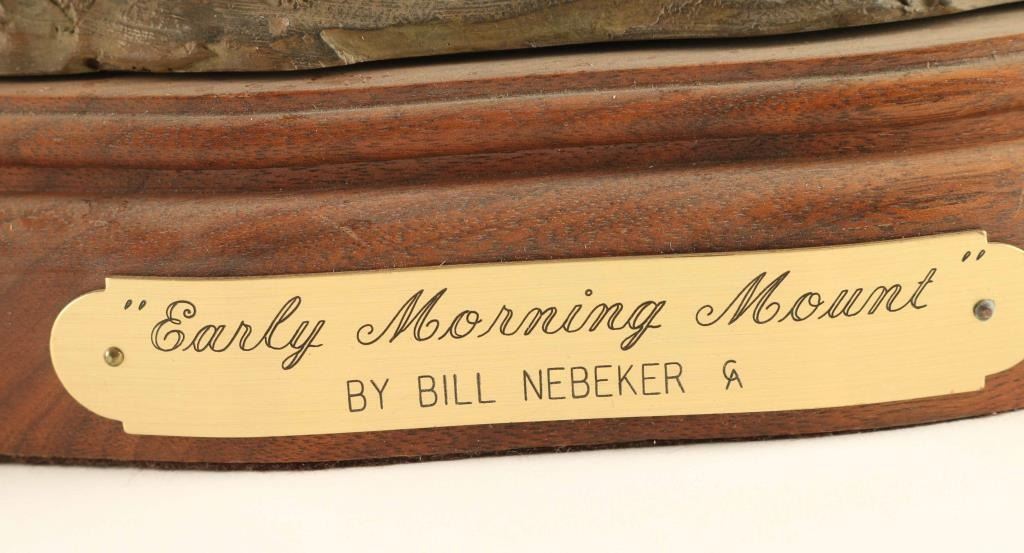 "Early Morning Mount"
BY BILL NEBEKER CA